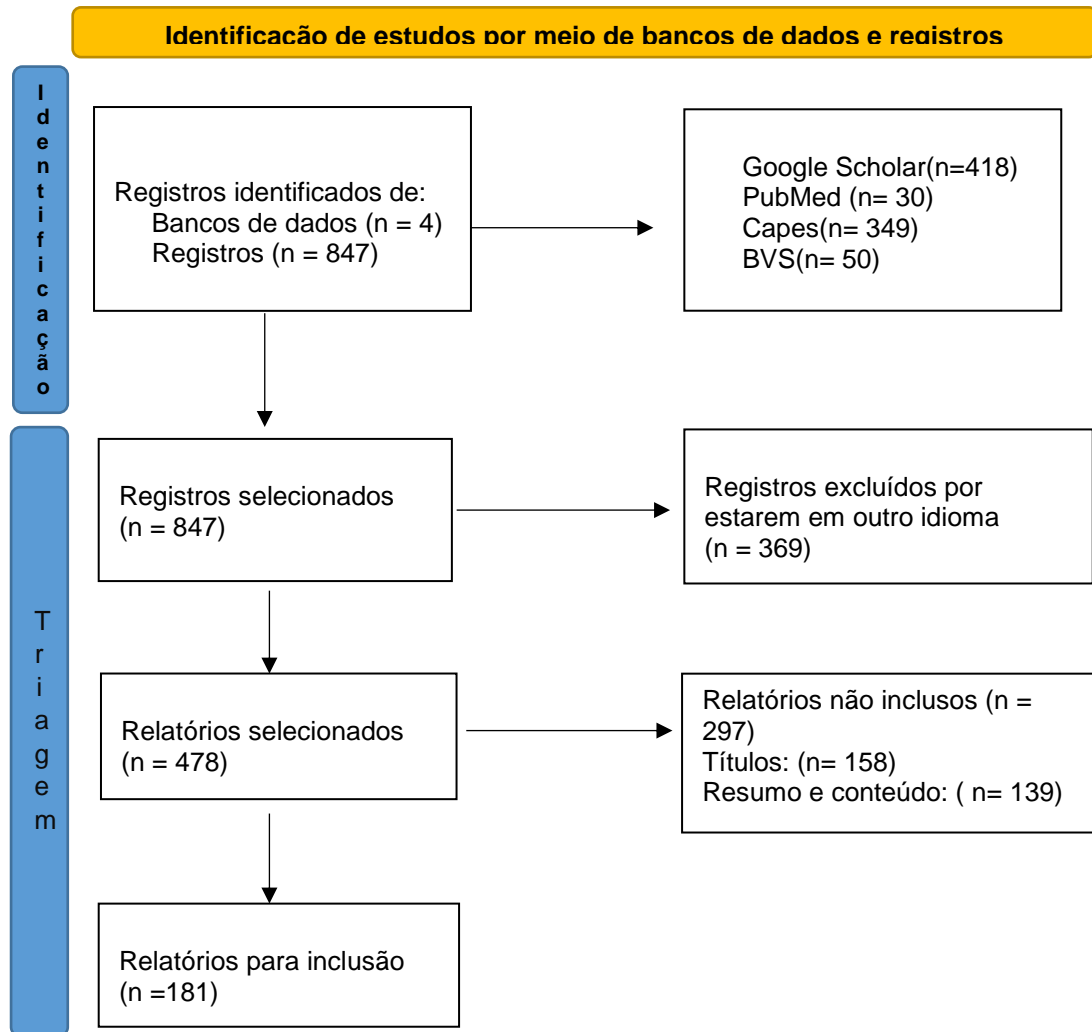 Identificação de estudos por meio de bancos de dados e registros
Identificação
Registros identificados de:
Bancos de dados (n = 4)
Registros (n = 847)
Google Scholar(n=418)
PubMed (n= 30)
Capes(n= 349)
BVS(n= 50)
Triagem
Registros selecionados
(n = 847)
Registros excluídos por
estarem em outro idioma
(n = 369)
Relatórios selecionados
(n = 478)
Relatórios não inclusos (n =
297)
Títulos: (n= 158)
Resumo e conteúdo: ( n= 139)
Relatórios para inclusão
(n =181)